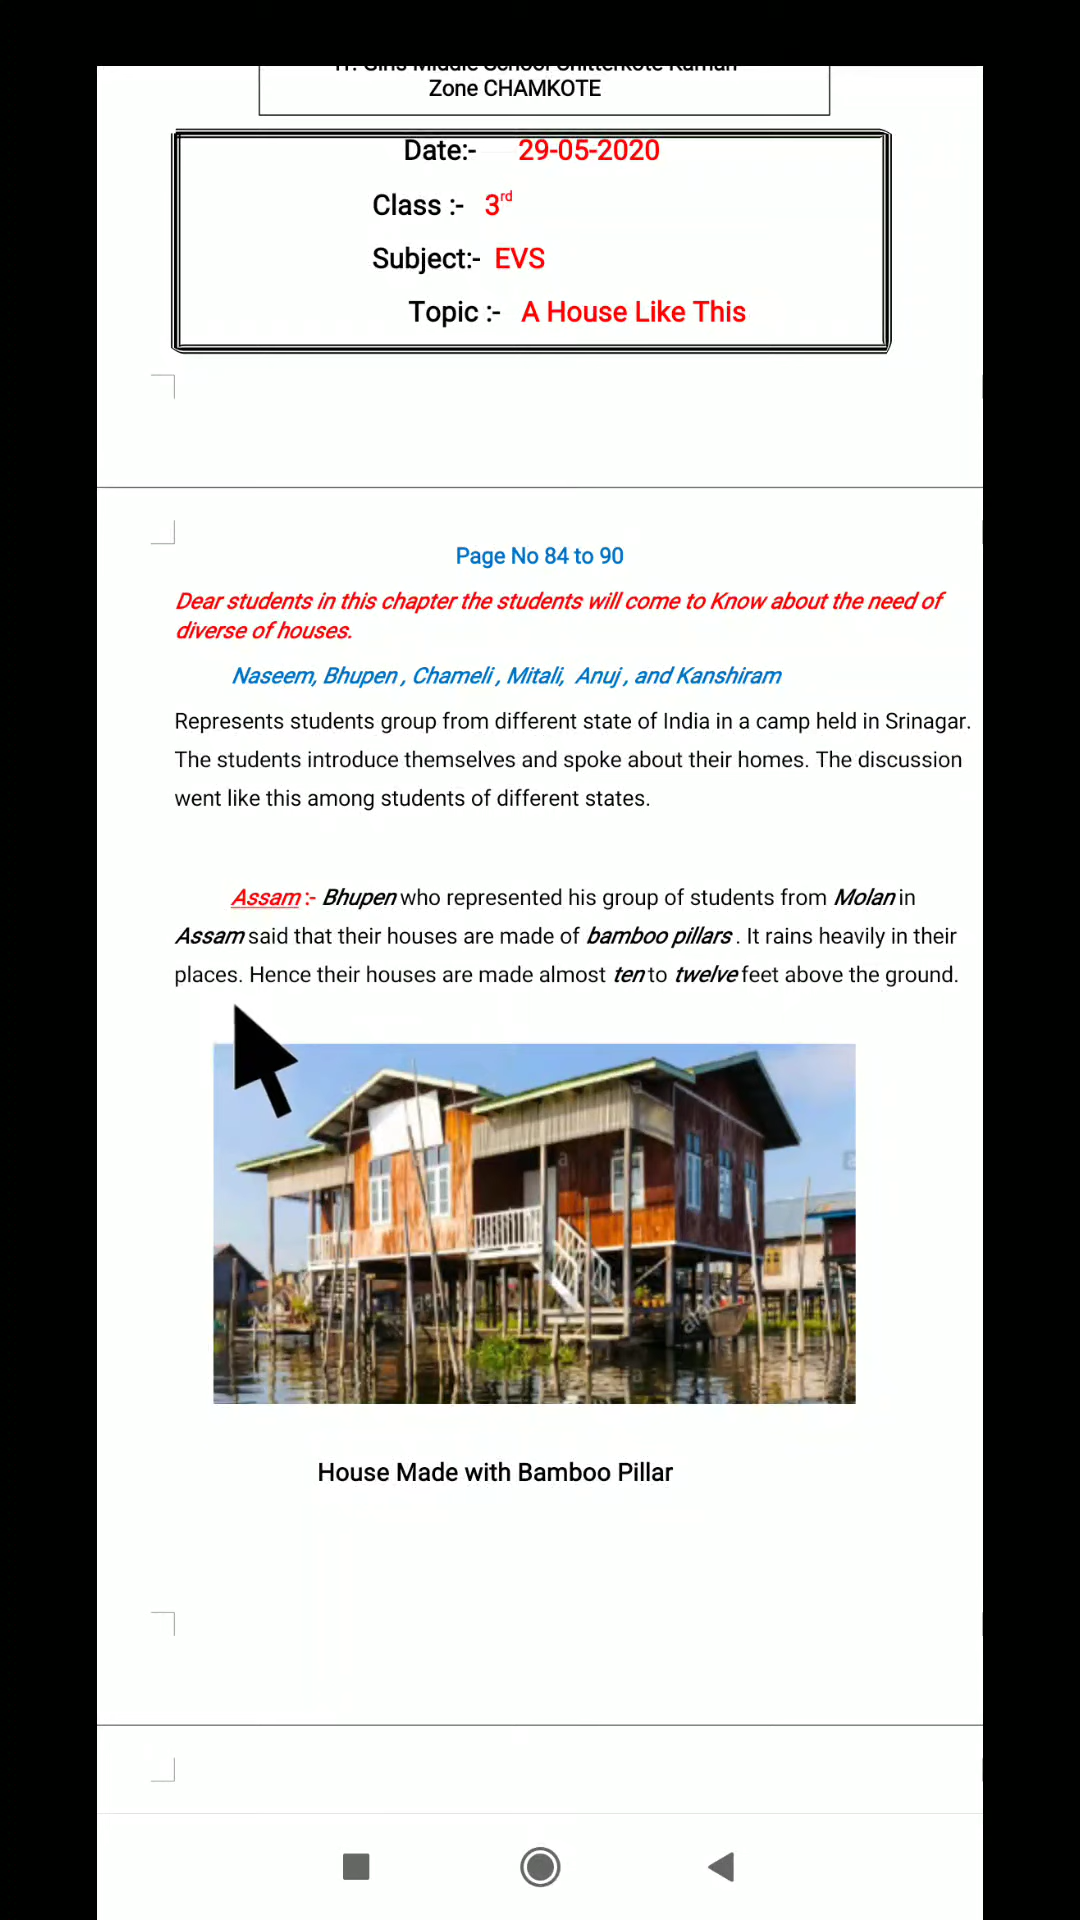 Zone CHAMKOTE
Date:- 29-05-2020
Class :- 3rd
Subject:- EVS
Topic :- A House Like This
Page No 84 to 90
Dear students in this chapter the students will come to Know about the need of
diverse of houses.
Naseem, Bhupen , Chameli , Mitali, Anuj , and Kanshiram
Represents students group from different state of India in a camp held in Srinagar.
The students introduce themselves and spoke about their homes. The discussion
went like this among students of different states.
Assam :- Bhupen who represented his group of students from Molan in
Assam said that their houses are made of bamboo pillars . It rains heavily in their
places. Hence their houses are made almost ten to twelve feet above the ground.
House Made with Bamboo Pillar